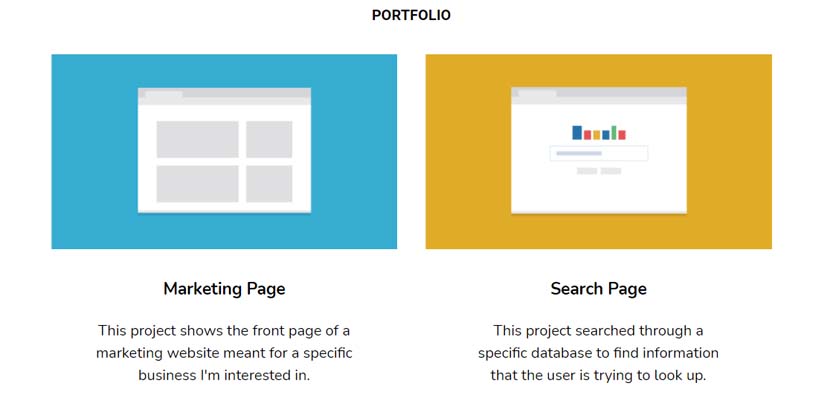 PORTFOLIO
Marketing Page
This project shows the front page of a
marketing website meant for a specific
business I'm interested in.
Search Page
This project searched through a
specific database to find information
that the user is trying to look up.